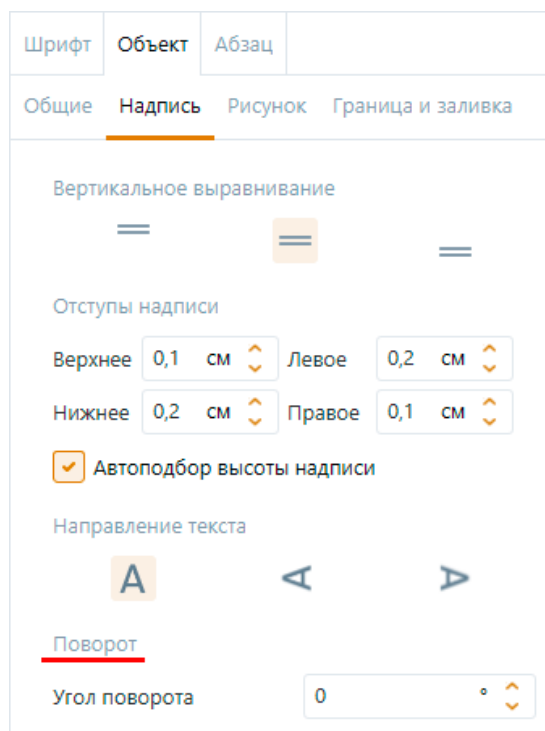 Шрифт Объект Абзац
Общие Надпись Рисунок Граница и заливка
Вертикальное выравнивание
Отступы надписи
Верхнее 0,1 см Левое 0,2 см
Нижнее 0,2 см Правое 0,1 см
Автоподбор высоты надписи
Направление текста
A A A
Поворот
Угол поворота 0 °